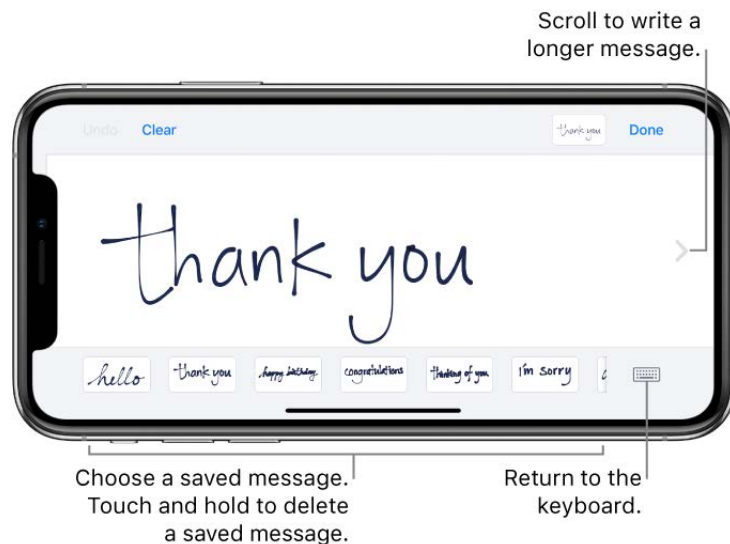 Scroll to write a
longer message.
Undo Clear thank you Done
thank you
hello thank you happy birthday. congratulations thinking of you I'm sorry
Choose a saved message.
Touch and hold to delete
a saved message.
Return to the
keyboard.